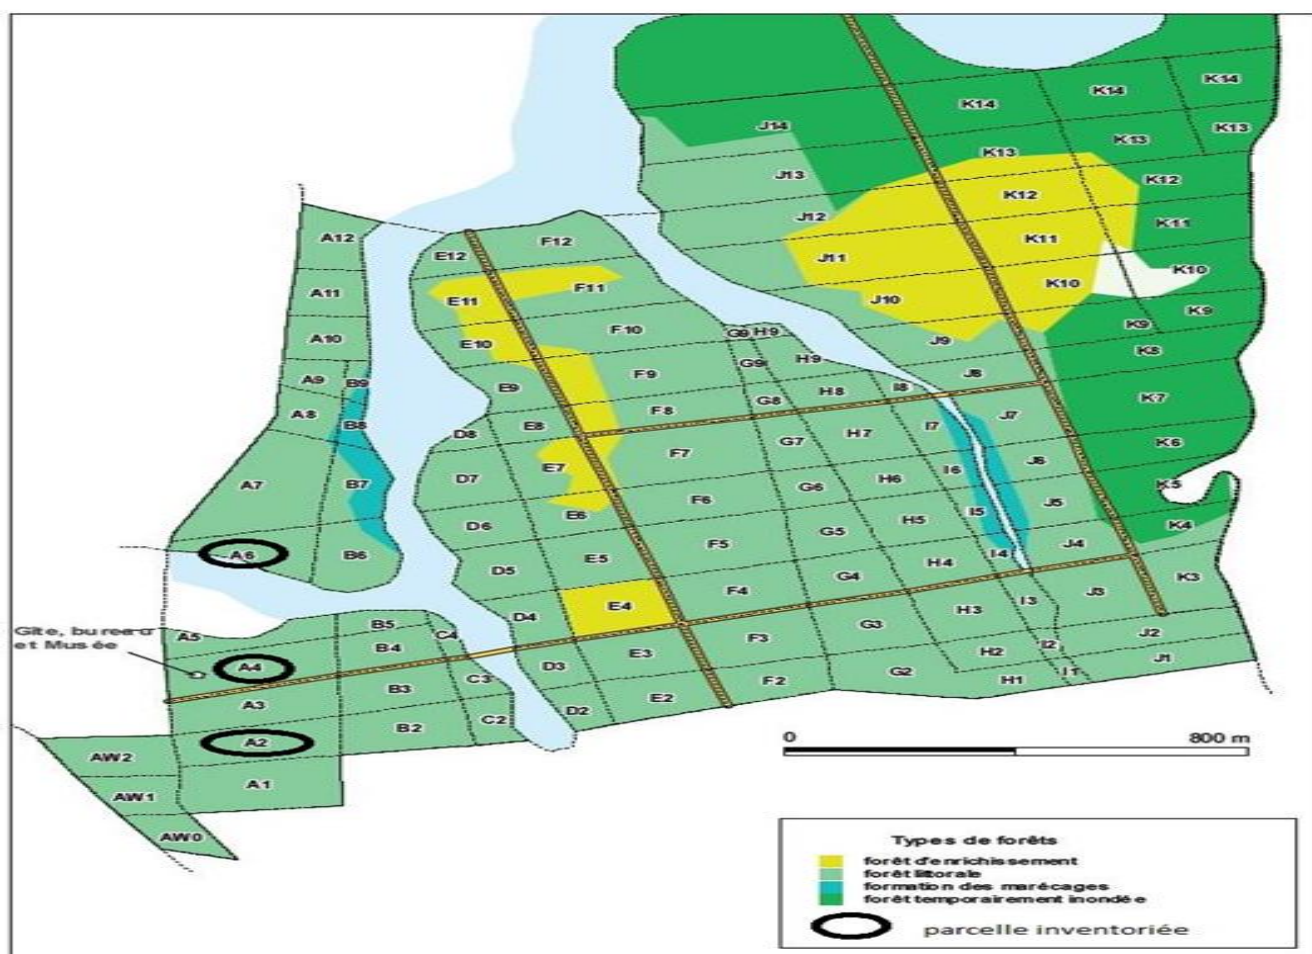 K14
K14
K14
J14
K13
K13
K13
J13
K12
K12
J12
K11
K11
A12
E12
F12
J11
K10
K10
A11
E11
F11
J10
K9
K9
A10
E10
F10
G9
H9
J9
K8
A9
B9
E9
F9
G9
H9
J8
K7
A8
B8
D8
E8
F8
G8
H8
I8
J7
K6
A7
B7
D7
E7
F7
G7
H7
I7
J6
K5
D6
E6
F6
G6
H6
I6
J5
K4
A6
B6
D5
E5
F5
G5
H5
I5
J4
K3
D4
E4
F4
G4
H4
I4
J3
Gîte, bureau
et Musée
A5
B5
C4
D3
E3
F3
G3
H3
I3
J2
A4
B4
C3
D2
E2
F2
G2
H2
I2
J1
A3
B3
C2
H1
I1
A2
B2
AW2
A1
AW1
AW0
0 800 m
Types de forêts
forêt d'enrichissement
forêt littorale
formation des marécages
forêt temporairement inondée
parcelle inventoriée